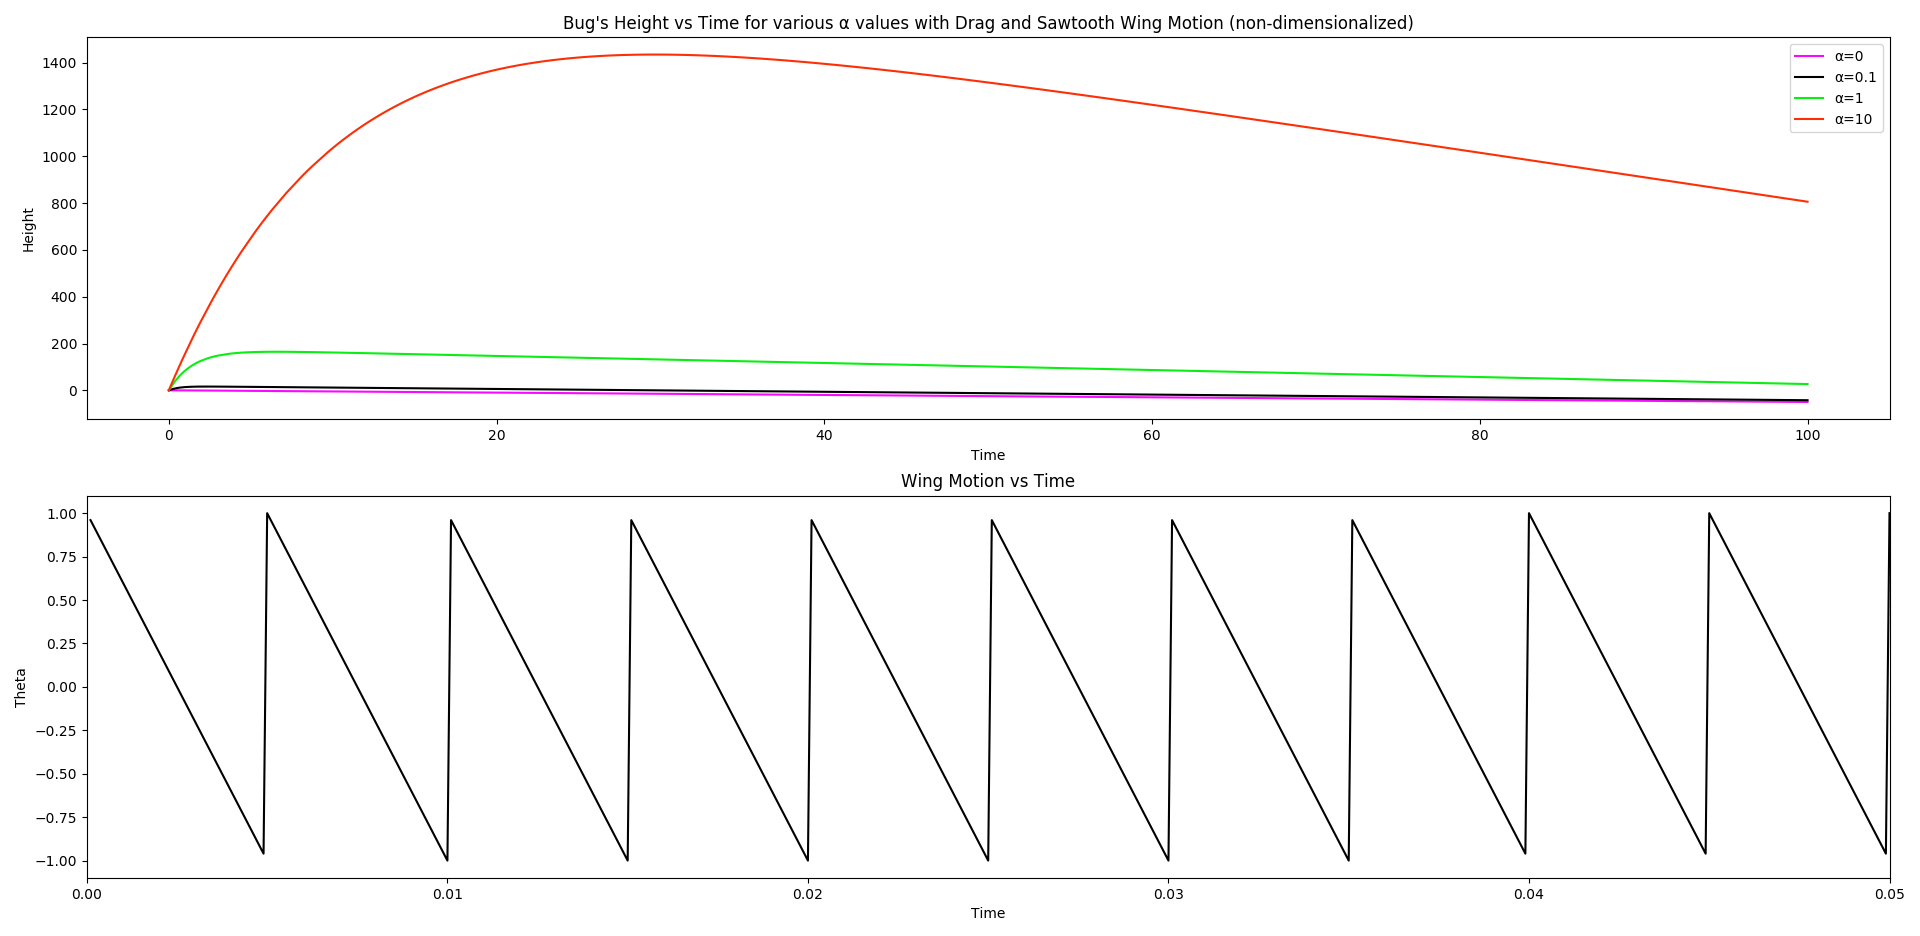 Bug's Height vs Time for various α values with Drag and Sawtooth Wing Motion (non-dimensionalized)
1400
1200
1000
800
600
400
200
0
Height
α=0
α=0.1
α=1
α=10
0 20 40 60 80 100
Time
Wing Motion vs Time
1.00
0.75
0.50
0.25
0.00
−0.25
−0.50
−0.75
−1.00
Theta
0.00 0.01 0.02 0.03 0.04 0.05
Time